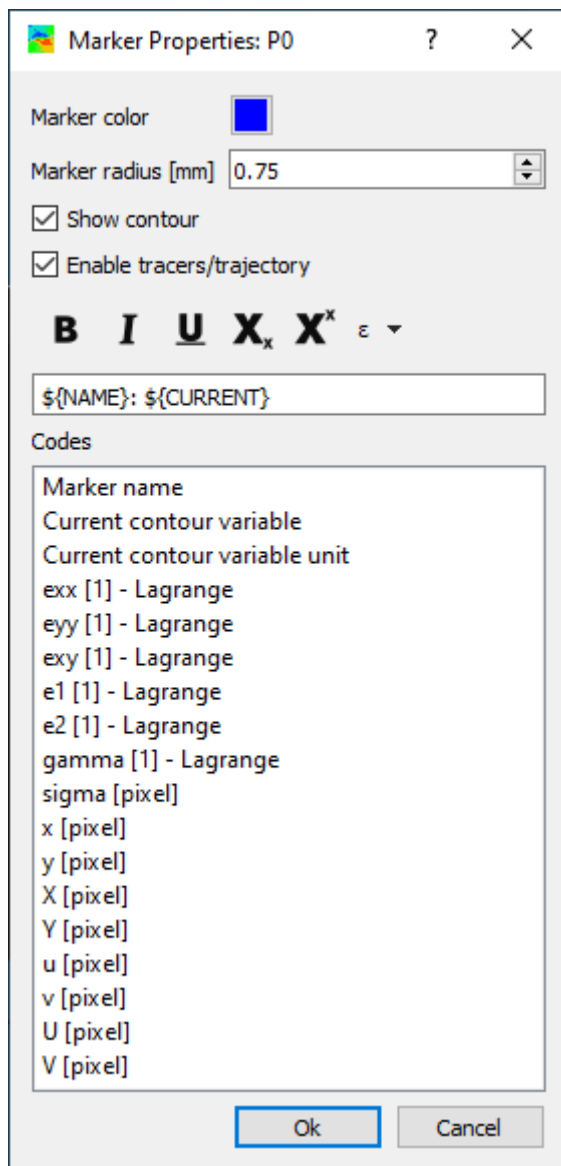 Marker Properties: P0 ?
Marker color
Marker radius [mm] 0.75
Show contour
Enable tracers/trajectory
B I U Xx Xx ε
${NAME}: ${CURRENT}
Codes
Marker name
Current contour variable
Current contour variable unit
exx [1] - Lagrange
eyy [1] - Lagrange
exy [1] - Lagrange
e1 [1] - Lagrange
e2 [1] - Lagrange
gamma [1] - Lagrange
sigma [pixel]
x [pixel]
y [pixel]
X [pixel]
Y [pixel]
u [pixel]
v [pixel]
U [pixel]
V [pixel]
Ok Cancel